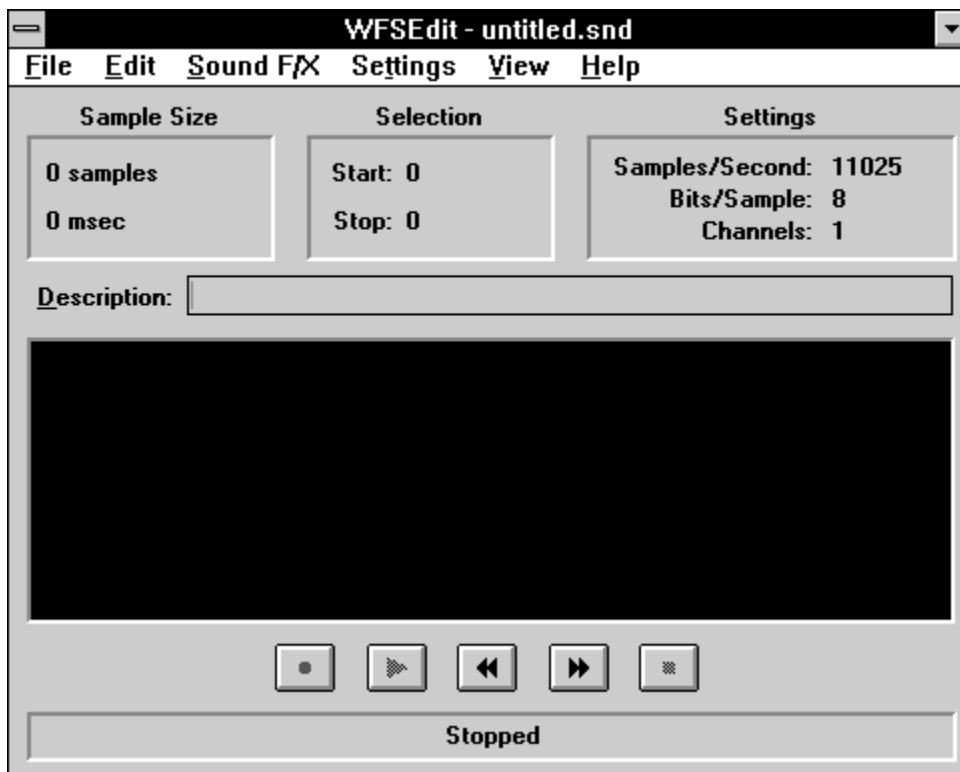 WFSEdit - untitled.snd
File Edit Sound F/X Settings View Help
Sample Size
0 samples
0 msec
Selection
Start: 0
Stop: 0
Settings
Samples/Second: 11025
Bits/Sample: 8
Channels: 1
Description:
Stopped